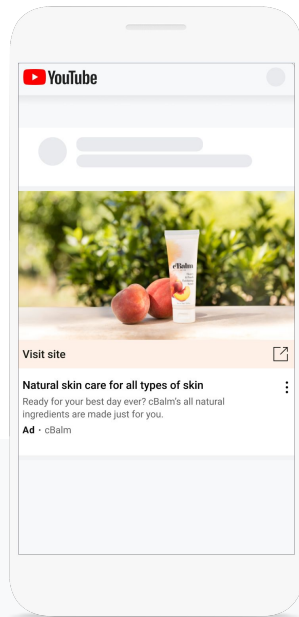 YouTube
cBalm
Visit site
Natural skin care for all types of skin
Ready for your best day ever? cBalm's all natural
ingredients are made just for you.
Ad · cBalm